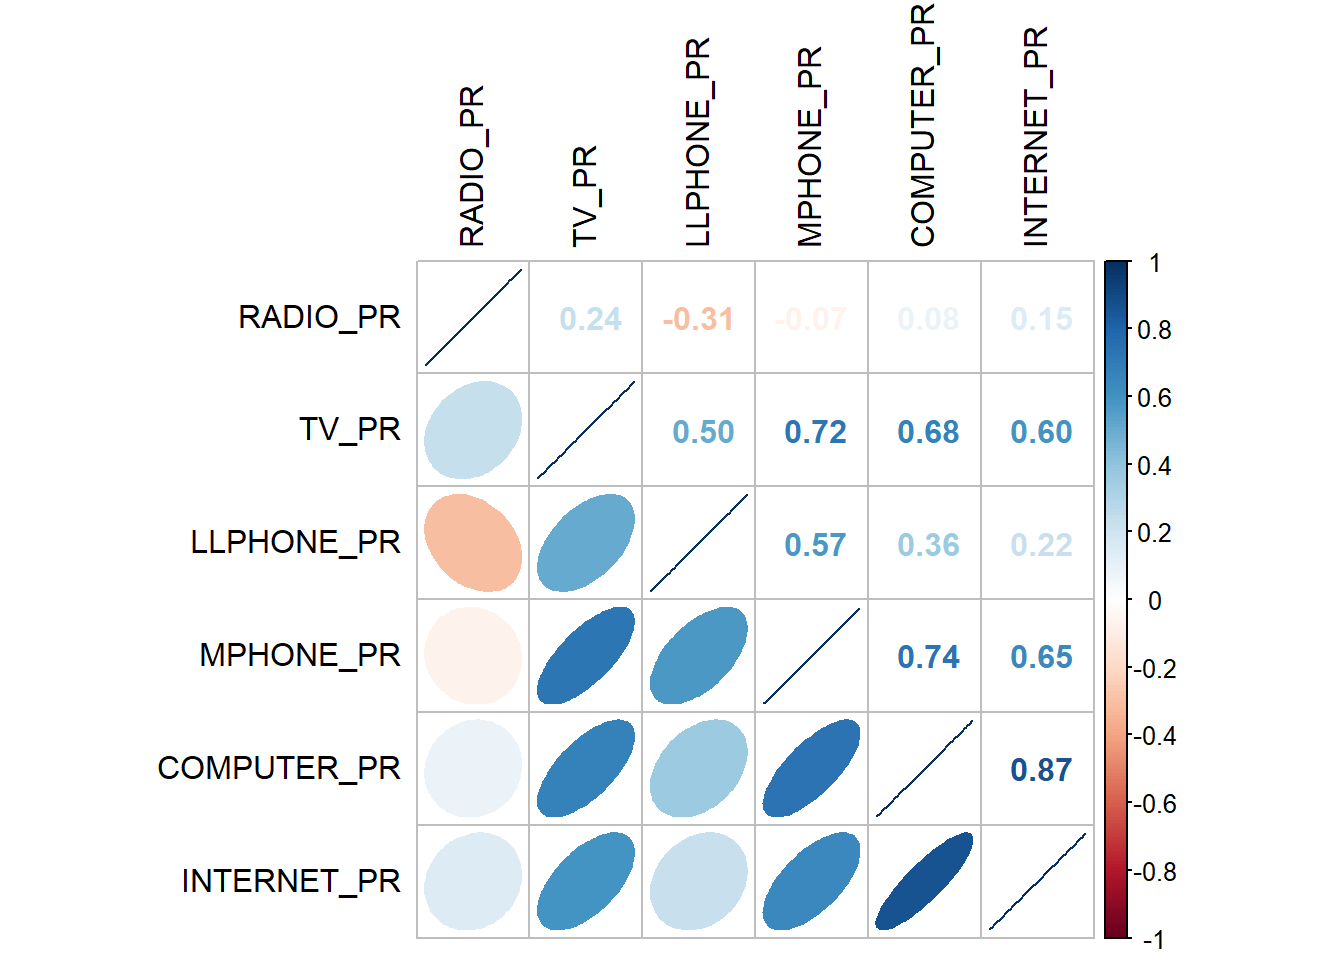 RADIO_PR
TV_PR
LLPHONE_PR
MPHONE_PR
COMPUTER_PR
INTERNET_PR
RADIO_PR 0.24 -0.31 -0.07 0.08 0.15
TV_PR 0.50 0.72 0.68 0.60
LLPHONE_PR 0.57 0.36 0.22
MPHONE_PR 0.74 0.65
COMPUTER_PR 0.87
INTERNET_PR
1
0.8
0.6
0.4
0.2
0
-0.2
-0.4
-0.6
-0.8
-1